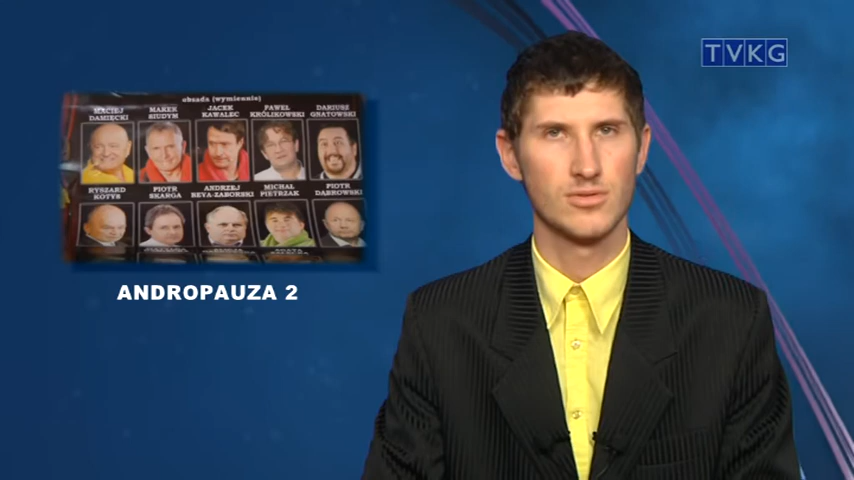 TVKG
obsada (wymiennie)
MACIEJ DAMIĘCKI
MAREK SIUDYM
JACEK KAWALEC
PAWEŁ KRÓLIKOWSKI
DARIUSZ GNATOWSKI
RYSZARD KOTYS
PIOTR SKARGA
ANDRZEJ BEYA-ZABORSKI
MICHAŁ PIETRZAK
PIOTR DĄBROWSKI
ANDROPAUZA 2